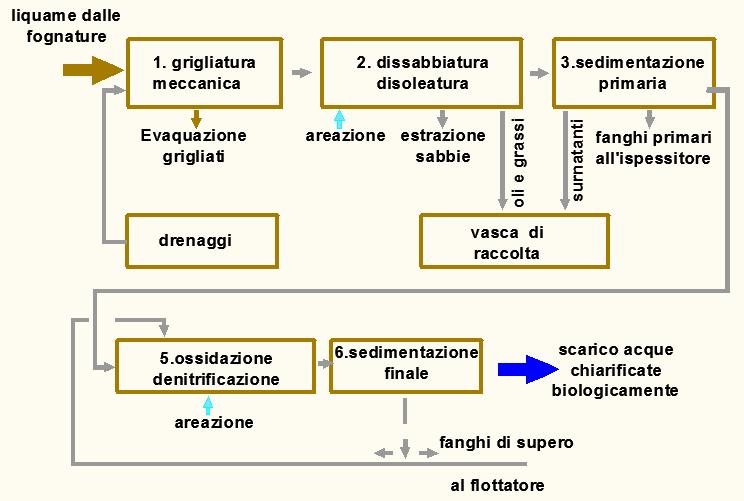 liquame dalle
fognature
1. grigliatura
meccanica
2. dissabbiatura
disoleatura
3.sedimentazione
primaria
Evaquazione
grigliati
areazione
estrazione
sabbie
oli e grassi
surnatanti
fanghi primari
all'ispessitore
drenaggi
vasca di
raccolta
5.ossidazione
denitrificazione
6.sedimentazione
finale
scarico acque
chiarificate
biologicamente
areazione
fanghi di supero
al flottatore